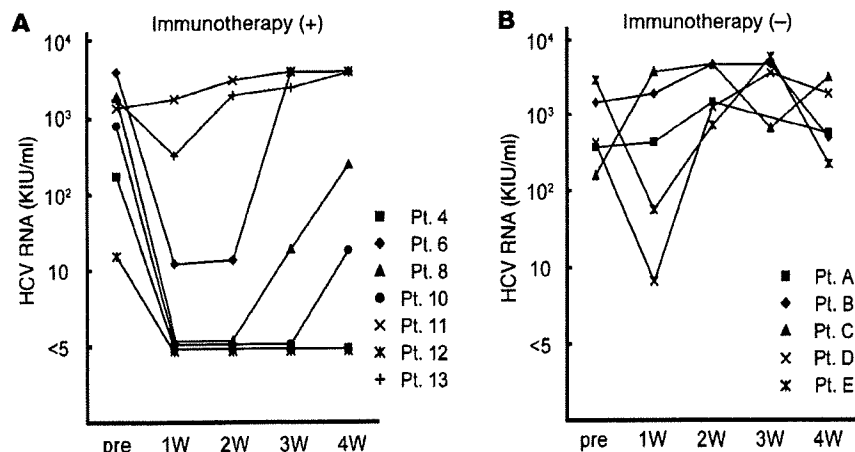 A
Immunotherapy (+)
HCV RNA (KIU/ml)
10⁴
10³
10²
10
<5
pre 1W 2W 3W 4W
Pt. 4
Pt. 6
Pt. 8
Pt. 10
Pt. 11
Pt. 12
Pt. 13
B
Immunotherapy (–)
HCV RNA (KIU/ml)
10⁴
10³
10²
10
<5
pre 1W 2W 3W 4W
Pt. A
Pt. B
Pt. C
Pt. D
Pt. E